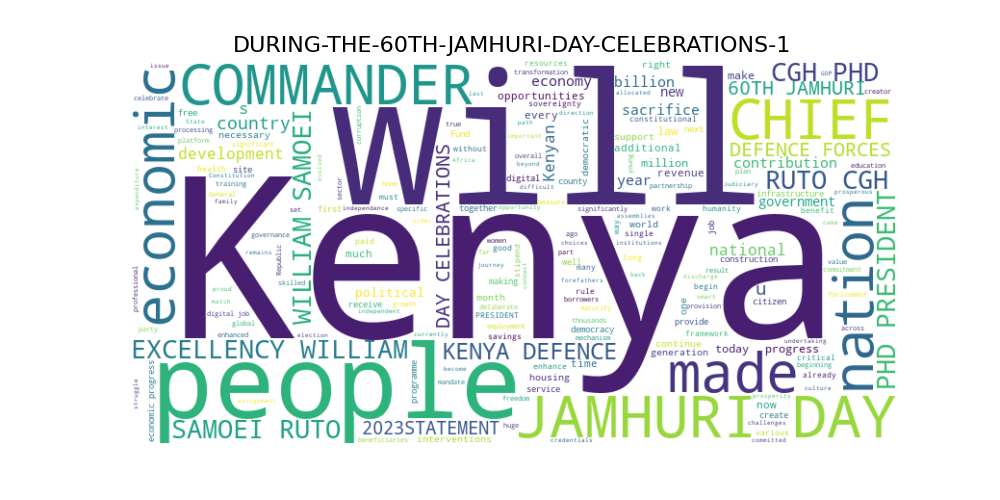 DURING-THE-60TH-JAMHURI-DAY-CELEBRATIONS-1
issue
celebrate
COMMANDER
last
resources
transformation
economy
opportunities
sovereignty
right
billion
allocated
new
make
CGH PHD
GDP
60TH JAMHURI
creator
free
s
State
country
interest
processing
necessary
platform
significant
development
economic
WILLIAM SAMOEI
evolved
corruption
will
true
Fund
without
path
direction
every
important
Kenyan
democratic
sacrifice
constitutional
support
law
next
additional
CHIEF
DEFENCE FORCES
health
site
Constitution
training
General
family
expenditure
professional
DAY CELEBRATIONS
sector
home
must
Africa
overall
beyond
digital
difficult
county
million
young
year
revenue
partnership
Judiciary
contribution
plan
education
RUTO CGH
prosperous
infrastructure
government
benefit
came
set
first
independence
specific
order
together
opportunity
measure
significantly
assemblies
work
humanity
job
governance
remains
Republic
paid
much
Kenya
women
far
good
journey
making
stipend
connect
ago
choices
part
well
many
way
world
single
institutions
long
back
national
construction
value
commitment
nation
PHD PRESIDENT
proud
match
skilled
digital job
global
enhanced
receive
political
growth
independent
month
deliberate
PRESIDENT
forefathers
rule
borrowers
maturity
one
discharge
smart
provision
result
begin
u
citizen
Parliament
across
party
election
currently
employment
savings
thousands
democracy
mechanism
provide
framework
undertaking
EXCELLENCY WILLIAM
KENYA DEFENCE
time
continue
generation
today
progress
critical
beginning
already
culture
economic progress
struggle
people
programme
become
mandate
enhance
housing
service
made
prosperity
now
create
challenges
various
committed
assignment
freedom
huge
JAMHURI DAY
SAMOEI RUTO
2023STATEMENT
beneficiaries
interventions
credentials